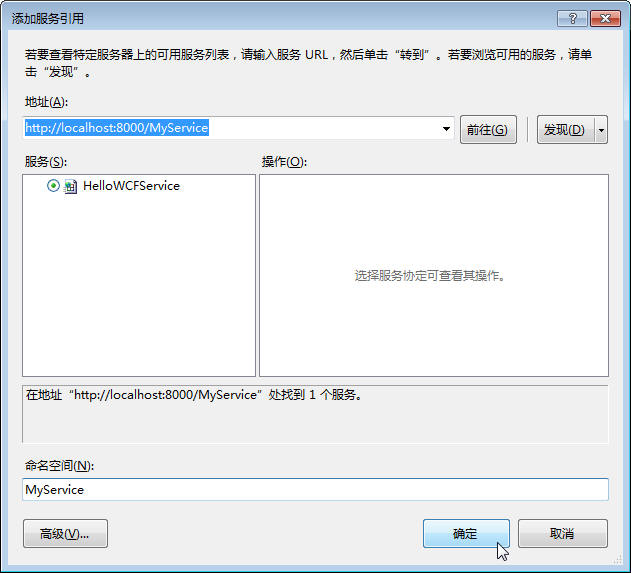 添加服务引用
若要查看特定服务器上的可用服务列表，请输入服务 URL，然后单击“转到”。若要浏览可用的服务，请单
击“发现”。
地址(A):
http://localhost:8000/MyService
前往(G)
发现(D)
服务(S):
操作(O):
HelloWCFService
选择服务协定可查看其操作。
在地址“http://localhost:8000/MyService”处找到 1 个服务。
命名空间(N):
MyService
高级(V)...
确定
取消